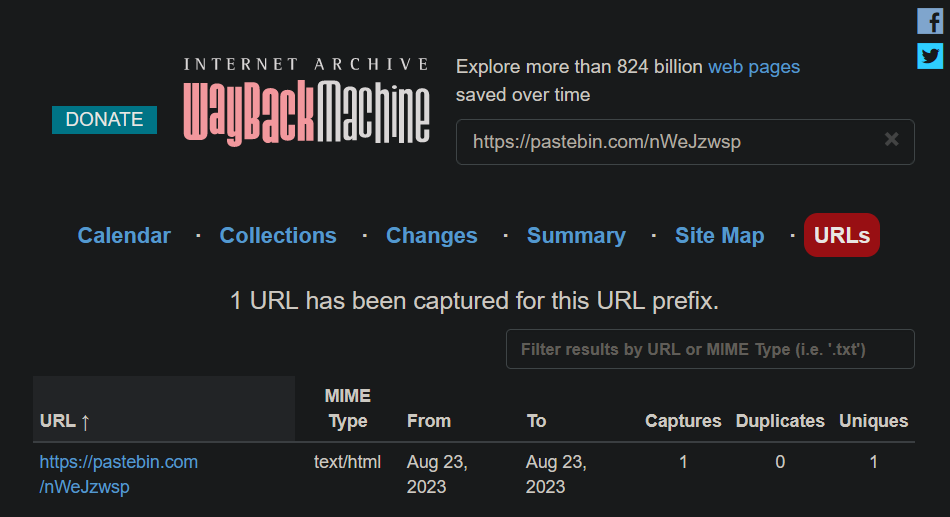 INTERNET ARCHIVE
WayBackMachine
DONATE
Explore more than 824 billion web pages
saved over time
https://pastebin.com/nWeJzwsp
Calendar · Collections · Changes · Summary · Site Map · URLs
1 URL has been captured for this URL prefix.
Filter results by URL or MIME Type (i.e. '.txt')
URL ↑ MIME Type From To Captures Duplicates Uniques
https://pastebin.com text/html Aug 23, Aug 23, 1 0 1
/nWeJzwsp 2023 2023